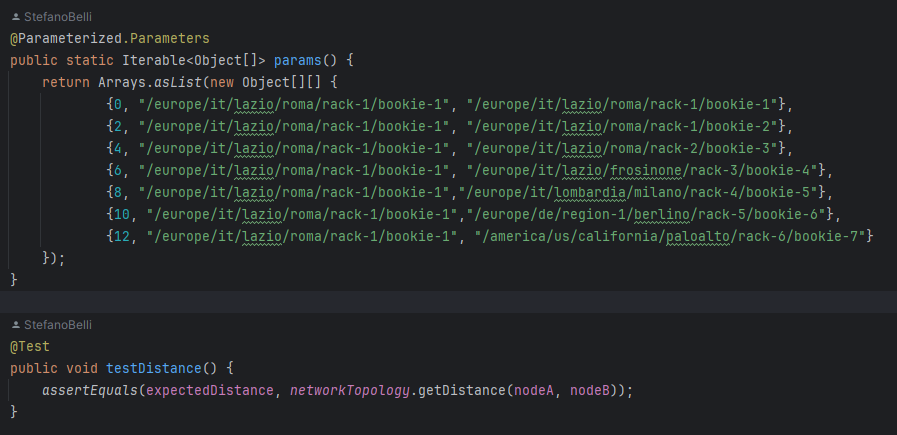 StefanoBelli
@Parameterized.Parameters
public static Iterable<Object[]> params() {
    return Arrays.asList(new Object[][] {
            {0, "/europe/it/lazio/roma/rack-1/bookie-1", "/europe/it/lazio/roma/rack-1/bookie-1"},
            {2, "/europe/it/lazio/roma/rack-1/bookie-1", "/europe/it/lazio/roma/rack-1/bookie-2"},
            {4, "/europe/it/lazio/roma/rack-1/bookie-1", "/europe/it/lazio/roma/rack-2/bookie-3"},
            {6, "/europe/it/lazio/roma/rack-1/bookie-1", "/europe/it/lazio/frosinone/rack-3/bookie-4"},
            {8, "/europe/it/lazio/roma/rack-1/bookie-1","/europe/it/lombardia/milano/rack-4/bookie-5"},
            {10, "/europe/it/lazio/roma/rack-1/bookie-1","/europe/de/region-1/berlino/rack-5/bookie-6"},
            {12, "/europe/it/lazio/roma/rack-1/bookie-1", "/america/us/california/paloalto/rack-6/bookie-7"}
    });
}
StefanoBelli
@Test
public void testDistance() {
    assertEquals(expectedDistance, networkTopology.getDistance(nodeA, nodeB));
}